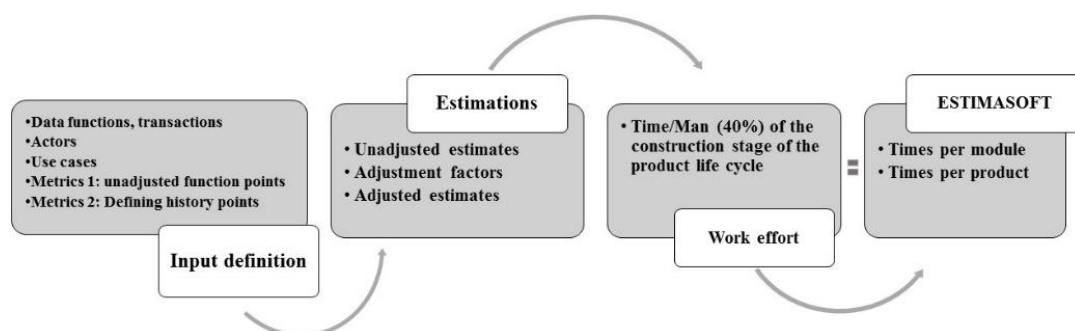 •Data functions, transactions
•Actors
•Use cases
•Metrics 1: unadjusted function points
•Metrics 2: Defining history points
Input definition
Estimations
• Unadjusted estimates
• Adjustment factors
• Adjusted estimates
• Time/Man (40%) of the
construction stage of the
product life cycle
Work effort
=
ESTIMASOFT
• Times per module
• Times per product